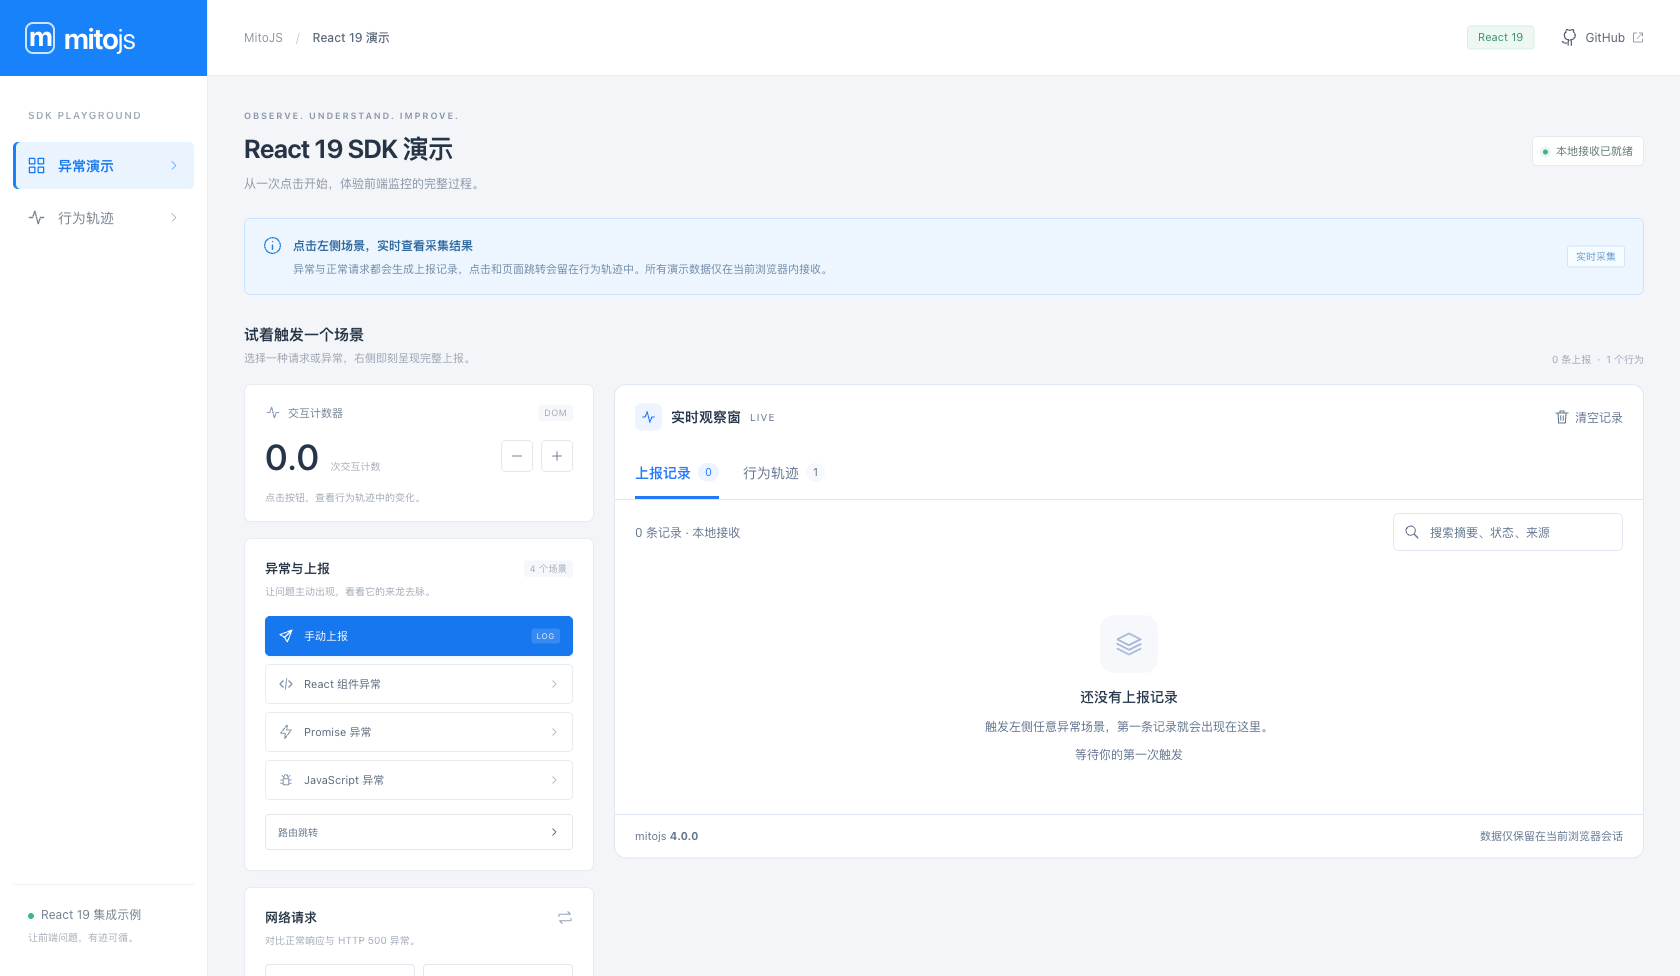 mitojs
MitoJS / React 19 演示
React 19
GitHub
SDK PLAYGROUND
异常演示
行为轨迹
OBSERVE. UNDERSTAND. IMPROVE.
React 19 SDK 演示
从一次点击开始，体验前端监控的完整过程。
本地接收已就绪
点击左侧场景，实时查看采集结果
异常与正常请求都会生成上报记录，点击和页面跳转会留在行为轨迹中。所有演示数据仅在当前浏览器内接收。
实时采集
试着触发一个场景
选择一种请求或异常，右侧即刻呈现完整上报。
0 条上报 · 1 个行为
交互计数器
DOM
0.0 次交互计数
点击按钮，查看行为轨迹中的变化。
异常与上报
4 个场景
让问题主动出现，看看它的来龙去脉。
手动上报
LOG
React 组件异常
Promise 异常
JavaScript 异常
路由跳转
网络请求
对比正常响应与 HTTP 500 异常。
实时观察窗 LIVE
清空记录
上报记录 0
行为轨迹 1
0 条记录 · 本地接收
搜索摘要、状态、来源
还没有上报记录
触发左侧任意异常场景，第一条记录就会出现在这里。
等待你的第一次触发
mitojs 4.0.0
数据仅保留在当前浏览器会话
React 19 集成示例
让前端问题，有迹可循。